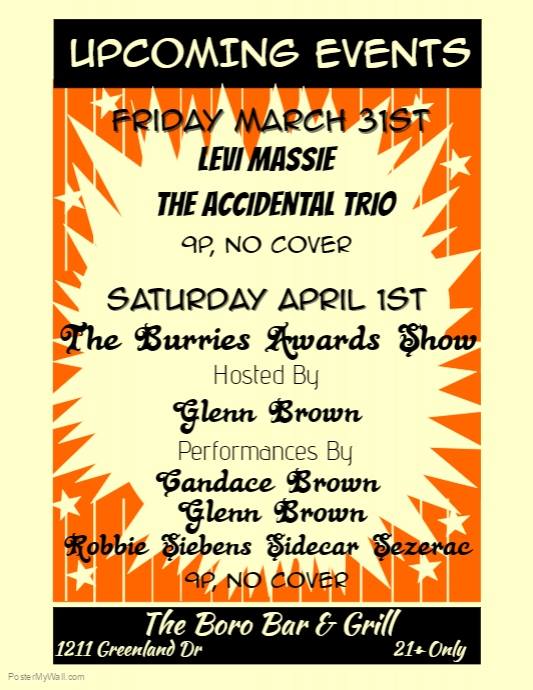 UPCOMING EVENTS
FRIDAY MARCH 31ST
LEVI MASSIE
THE ACCIDENTAL TRIO
9P, NO COVER
SATURDAY APRIL 1ST
The Burries Awards Show
Hosted By
Glenn Brown
Performances By
Candace Brown
Glenn Brown
Robbie Siebens Sidecar Sezerac
9P, NO COVER
The Boro Bar & Grill
1211 Greenland Dr 21+ Only
PosterMyWall.com